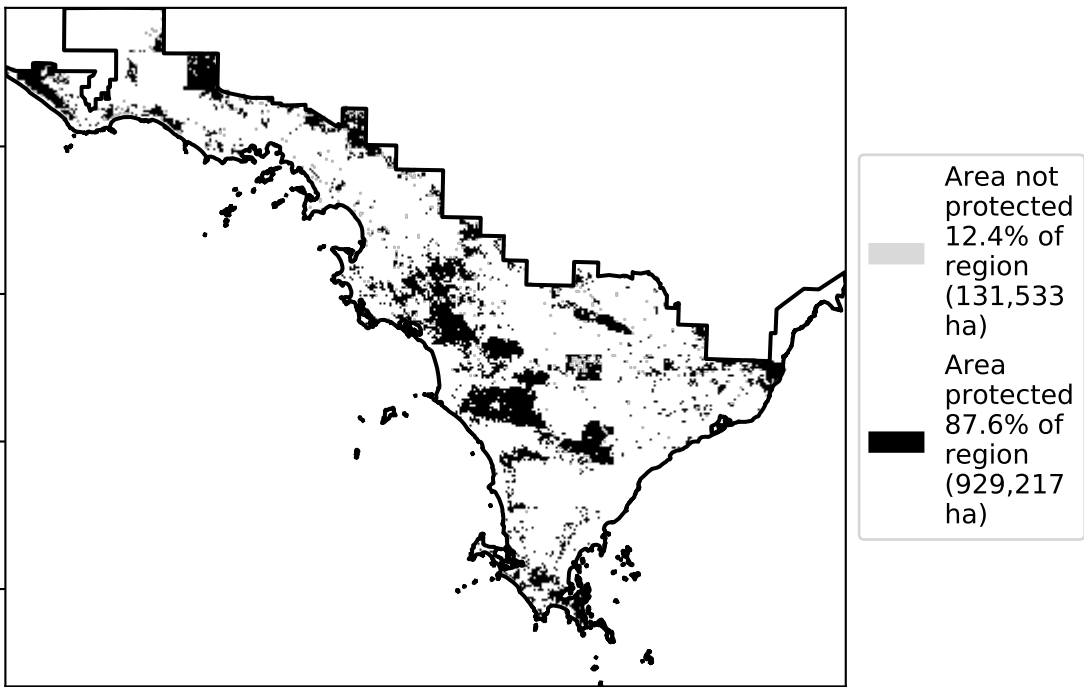 Area not
protected
12.4% of
region
(131,533
ha)
Area
protected
87.6% of
region
(929,217
ha)